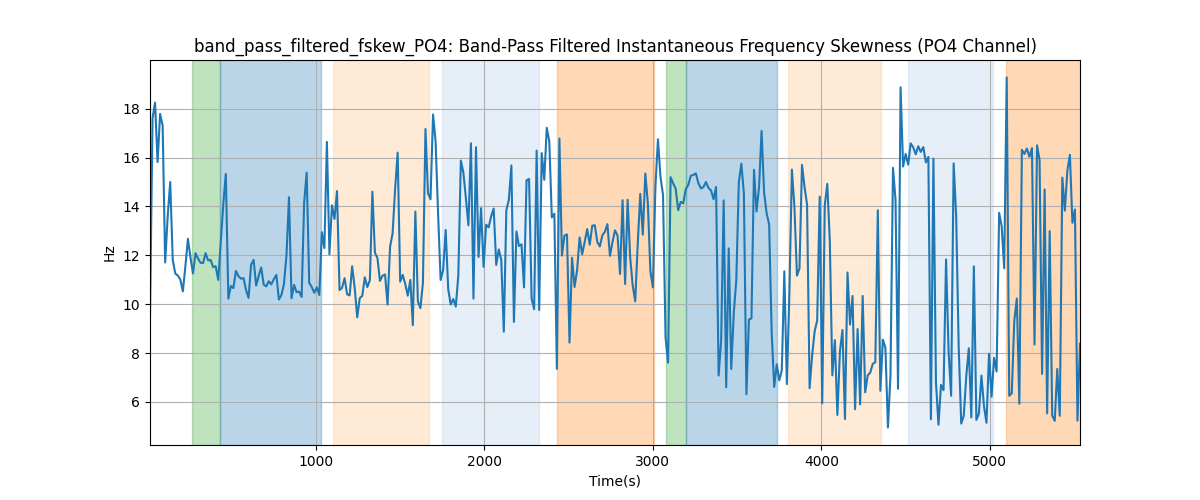 band_pass_filtered_fskew_PO4: Band-Pass Filtered Instantaneous Frequency Skewness (PO4 Channel)
18
16
14
12
10
8
6
Hz
1000 2000 3000 4000 5000
Time(s)